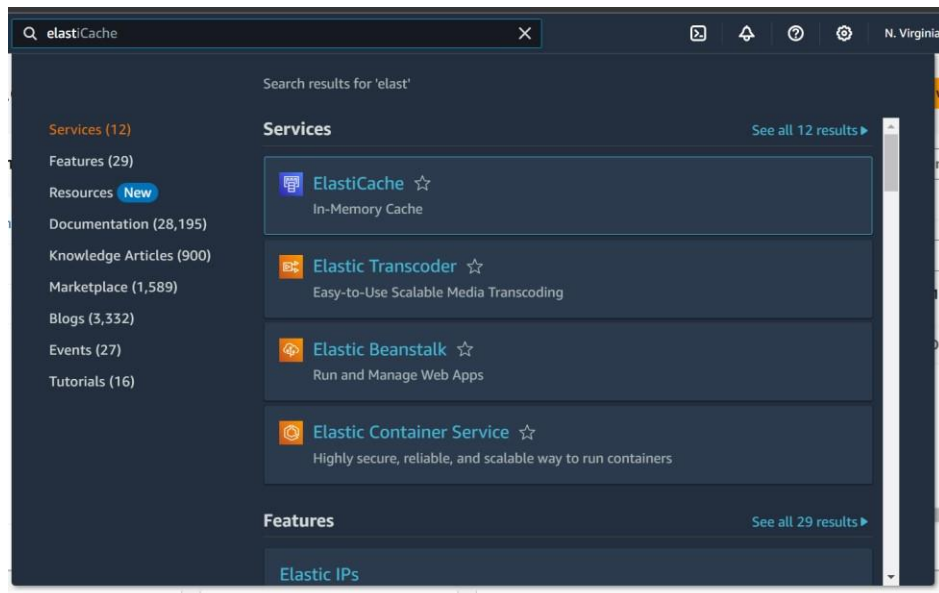 elastiCache
N. Virginia
Search results for 'elast'
Services (12)
Features (29)
Resources New
Documentation (28,195)
Knowledge Articles (900)
Marketplace (1,589)
Blogs (3,332)
Events (27)
Tutorials (16)
Services
See all 12 results
ElastiCache
In-Memory Cache
Elastic Transcoder
Easy-to-Use Scalable Media Transcoding
Elastic Beanstalk
Run and Manage Web Apps
Elastic Container Service
Highly secure, reliable, and scalable way to run containers
Features
See all 29 results
Elastic IPs